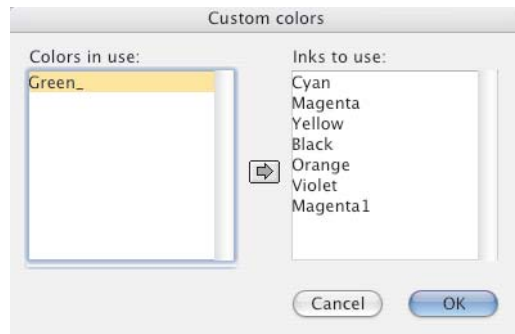 Custom colors
Colors in use:
Green_
Inks to use:
Cyan
Magenta
Yellow
Black
Orange
Violet
Magenta1
Cancel
OK